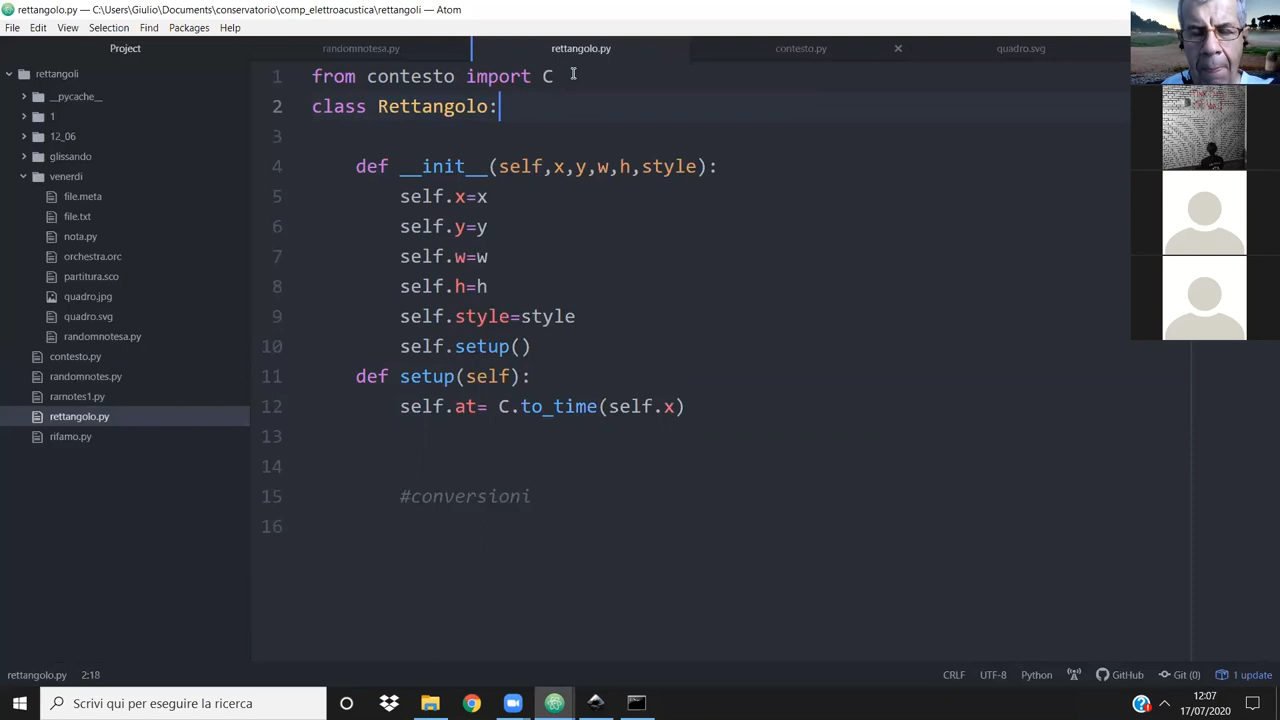 rettangolo.py — C:\Users\Giulio\Documents\conservatorio\comp_elettroacustica\rettangoli — Atom
File Edit View Selection Find Packages Help
Project
randomnotesa.py
rettangolo.py
contesto.py
quadro.svg
rettangoli
__pycache__
1
12_06
glissando
venerdi
file.meta
file.txt
nota.py
orchestra.orc
partitura.sco
quadro.jpg
quadro.svg
randomnotesa.py
contesto.py
randomnotes.py
rarnotes1.py
rettangolo.py
rifamo.py
1 from contesto import C
2 class Rettangolo:
3
4 def __init__(self,x,y,w,h,style):
5 self.x=x
6 self.y=y
7 self.w=w
8 self.h=h
9 self.style=style
10 self.setup()
11 def setup(self):
12 self.at= C.to_time(self.x)
13
14
15 #conversioni
16
rettangolo.py 2:18
CRLF UTF-8 Python GitHub Git (0) 1 update
Scrivi qui per eseguire la ricerca
12:07
17/07/2020